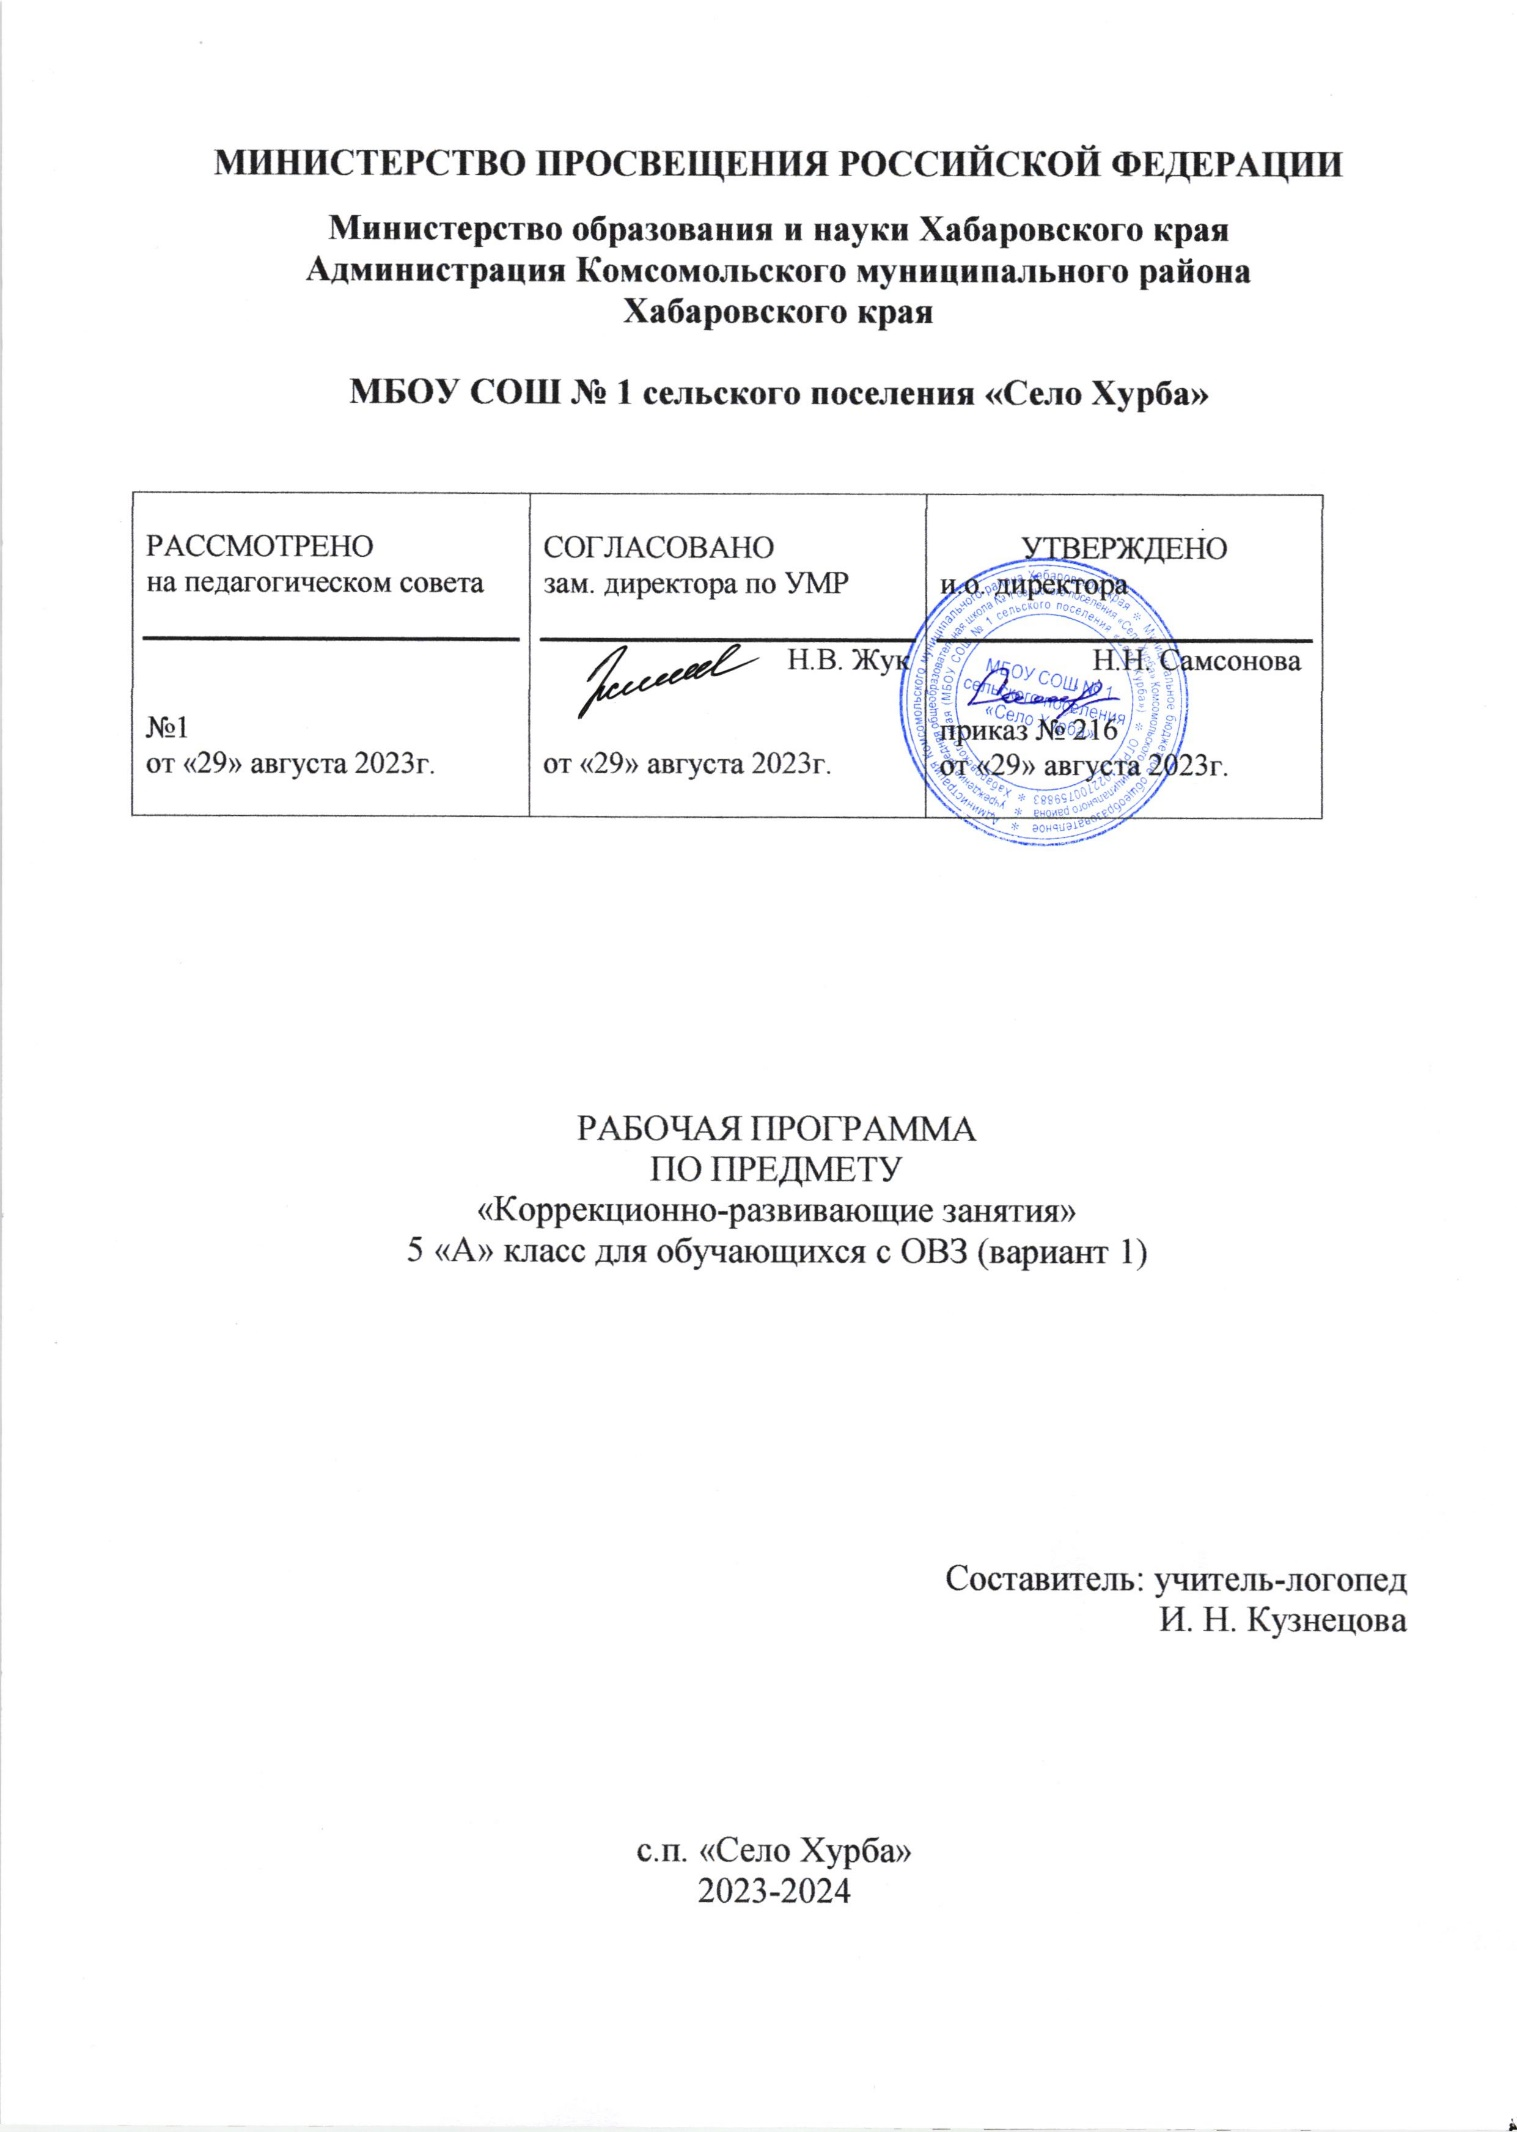 МИНИСТЕРСТВО ПРОСВЕЩЕНИЯ РОССИЙСКОЙ ФЕДЕРАЦИИ
Министерство образования и науки Хабаровского края
Администрация Комсомольского муниципального района
Хабаровского края
МБОУ СОШ № 1 сельского поселения «Село Хурба»
РАССМОТРЕНО
на педагогическом совета
№1
от «29» августа 2023г.
СОГЛАСОВАНО
зам. директора по УМР
Н.В. Жук
от «29» августа 2023г.
УТВЕРЖДЕНО
и.о. директора
Н.Н. Самсонова
приказ № 216
от «29» августа 2023г.
МБОУ СОШ № 1
сельского поселения
«Село Хурба»
РАБОЧАЯ ПРОГРАММА
ПО ПРЕДМЕТУ
«Коррекционно-развивающие занятия»
5 «А» класс для обучающихся с ОВЗ (вариант 1)
Составитель: учитель-логопед
И. Н. Кузнецова
с.п. «Село Хурба»
2023-2024